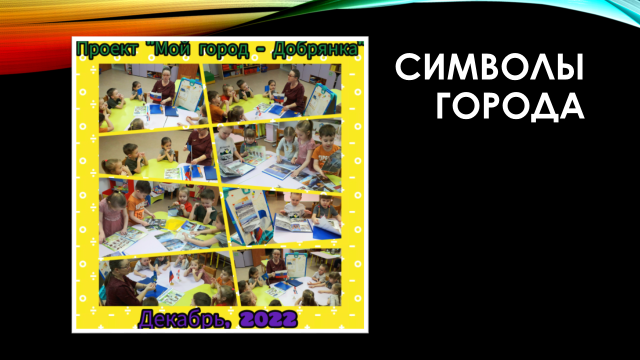 Проект "Мой город - Добрянка"
СИМВОЛЫ
ГОРОДА
Декабрь, 2022